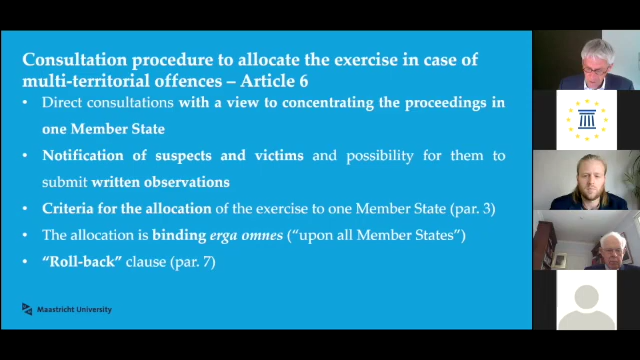 Consultation procedure to allocate the exercise in case of
multi-territorial offences – Article 6
• Direct consultations with a view to concentrating the proceedings in
one Member State
• Notification of suspects and victims and possibility for them to
submit written observations
• Criteria for the allocation of the exercise to one Member State (par. 3)
• The allocation is binding erga omnes (“upon all Member States”)
• “Roll-back” clause (par. 7)
Maastricht University